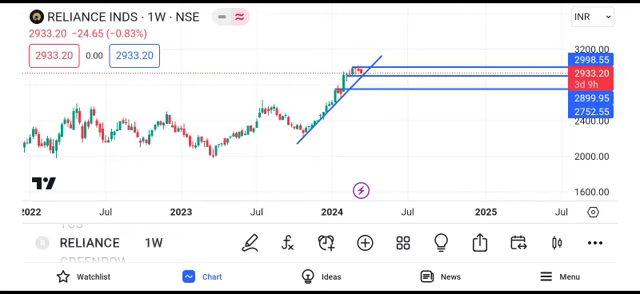 RELIANCE INDS · 1W · NSE
INR
2933.20 −24.65 (−0.83%)
2933.20 0.00 2933.20
3200.00
2998.55
2933.20
3d 9h
2899.95
2752.55
2400.00
2000.00
1600.00
2022 Jul 2023 Jul 2024 Jul 2025 Jul
R RELIANCE 1W
Watchlist Chart Ideas News Menu